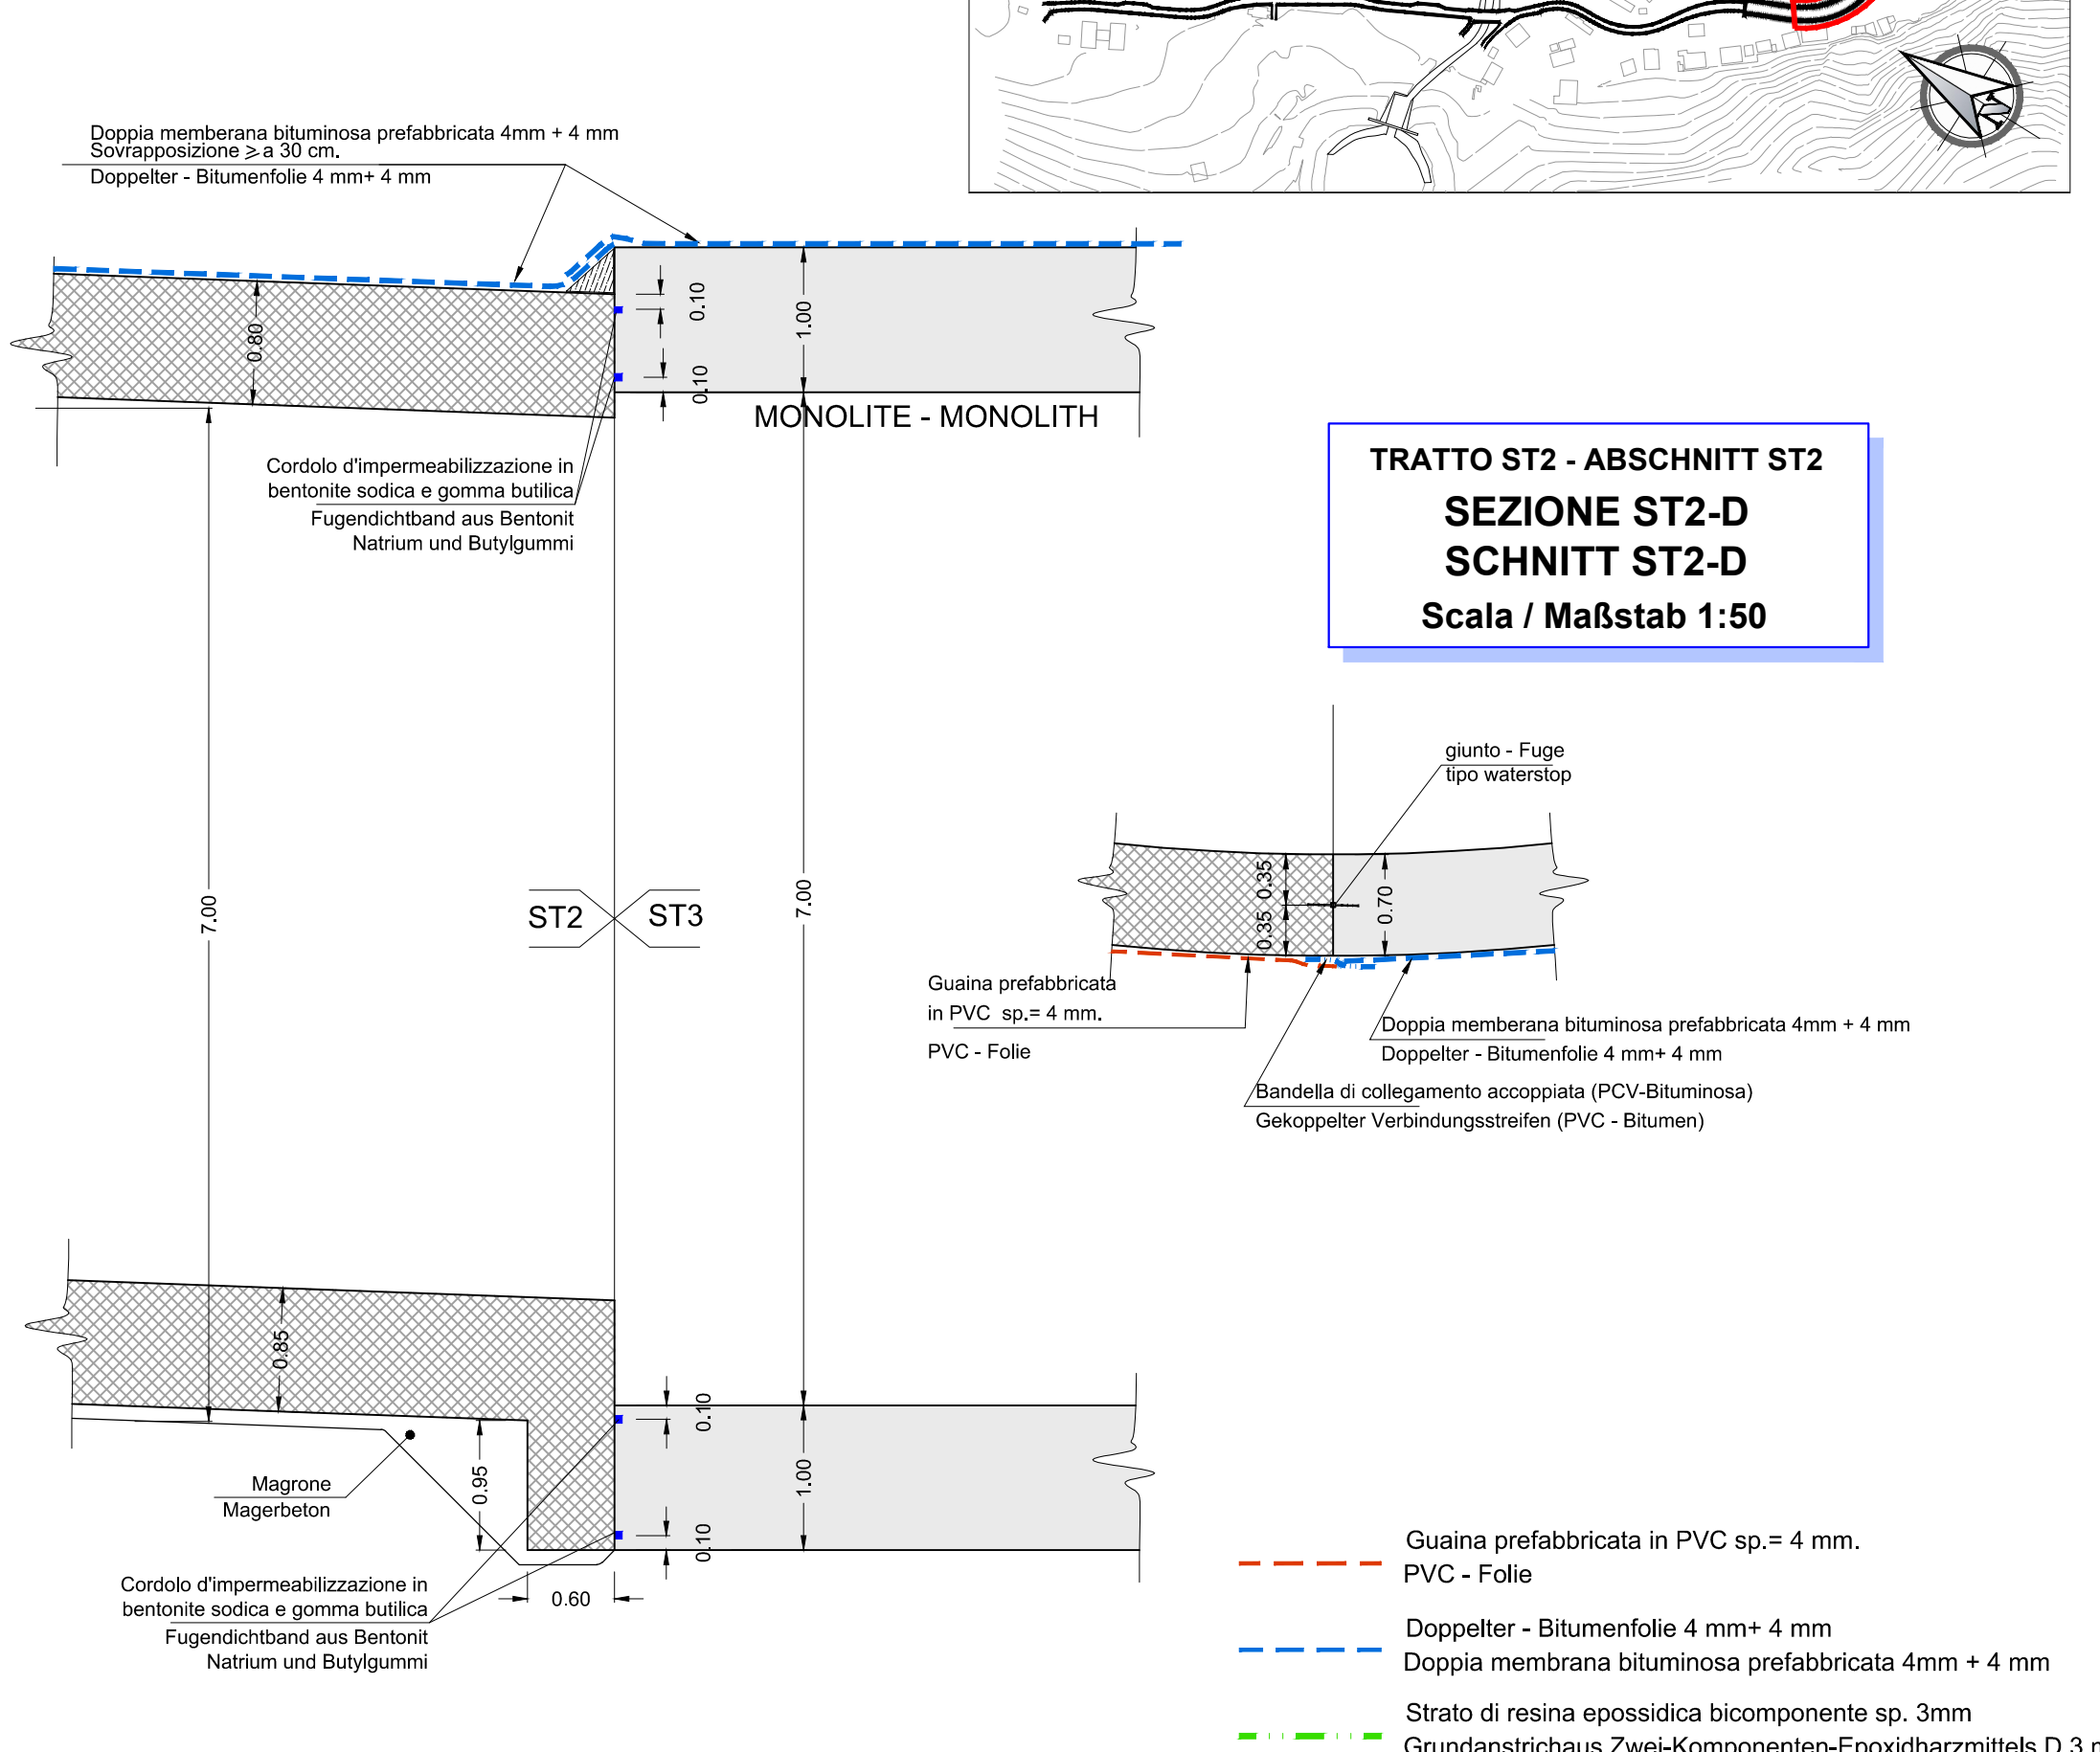 Doppia memberana bituminosa prefabbricata 4mm + 4 mm
Sovrapposizione ⩾ a 30 cm.
Doppelter - Bitumenfolie 4 mm+ 4 mm
0.80
0.10
0.10
1.00
MONOLITE - MONOLITH
Cordolo d'impermeabilizzazione in
bentonite sodica e gomma butilica
Fugendichtband aus Bentonit
Natrium und Butylgummi
TRATTO ST2 - ABSCHNITT ST2
SEZIONE ST2-D
SCHNITT ST2-D
Scala / Maßstab 1:50
7.00
ST2
ST3
7.00
giunto - Fuge
tipo waterstop
0.35
0.35
0.70
Guaina prefabbricata
in PVC sp.= 4 mm.
PVC - Folie
Doppia memberana bituminosa prefabbricata 4mm + 4 mm
Doppelter - Bitumenfolie 4 mm+ 4 mm
Bandella di collegamento accoppiata (PCV-Bituminosa)
Gekoppelter Verbindungsstreifen (PVC - Bitumen)
0.85
0.95
0.10
0.10
1.00
0.60
Magrone
Magerbeton
Cordolo d'impermeabilizzazione in
bentonite sodica e gomma butilica
Fugendichtband aus Bentonit
Natrium und Butylgummi
Guaina prefabbricata in PVC sp.= 4 mm.
PVC - Folie
Doppelter - Bitumenfolie 4 mm+ 4 mm
Doppia membrana bituminosa prefabbricata 4mm + 4 mm
Strato di resina epossidica bicomponente sp. 3mm
Grundanstrichaus Zwei-Komponenten-Epoxidharzmittels D 3